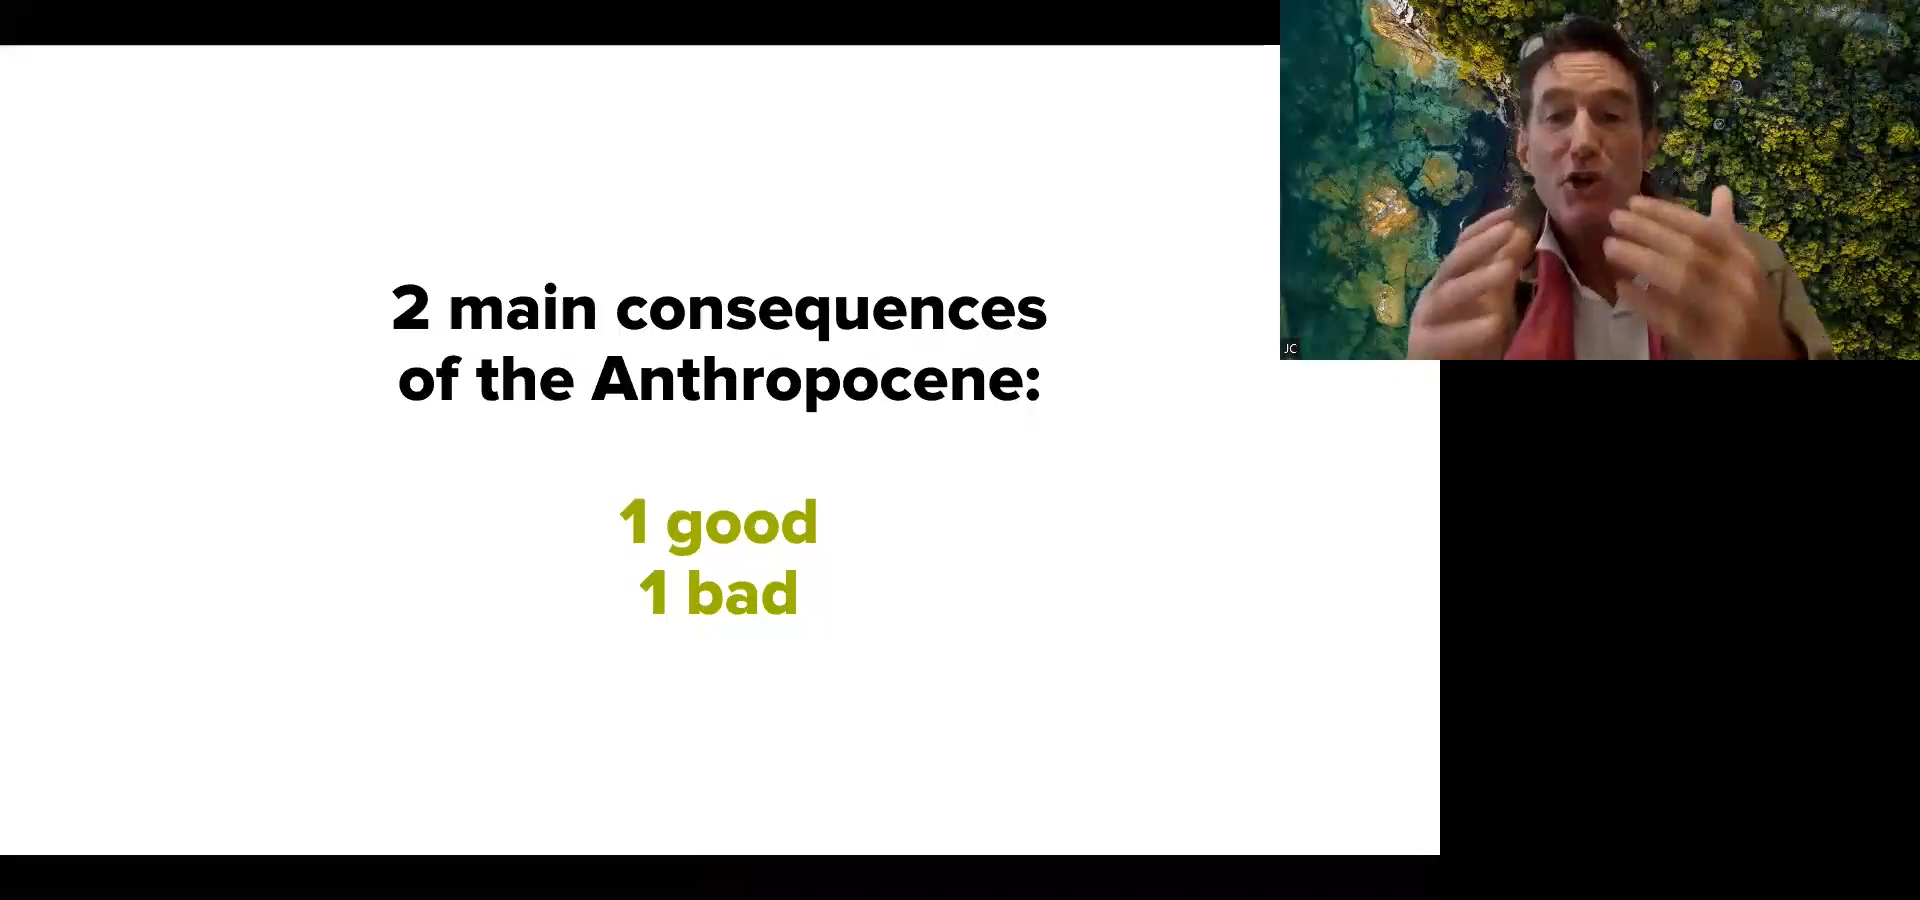 2 main consequences
of the Anthropocene:
1 good
1 bad
JC